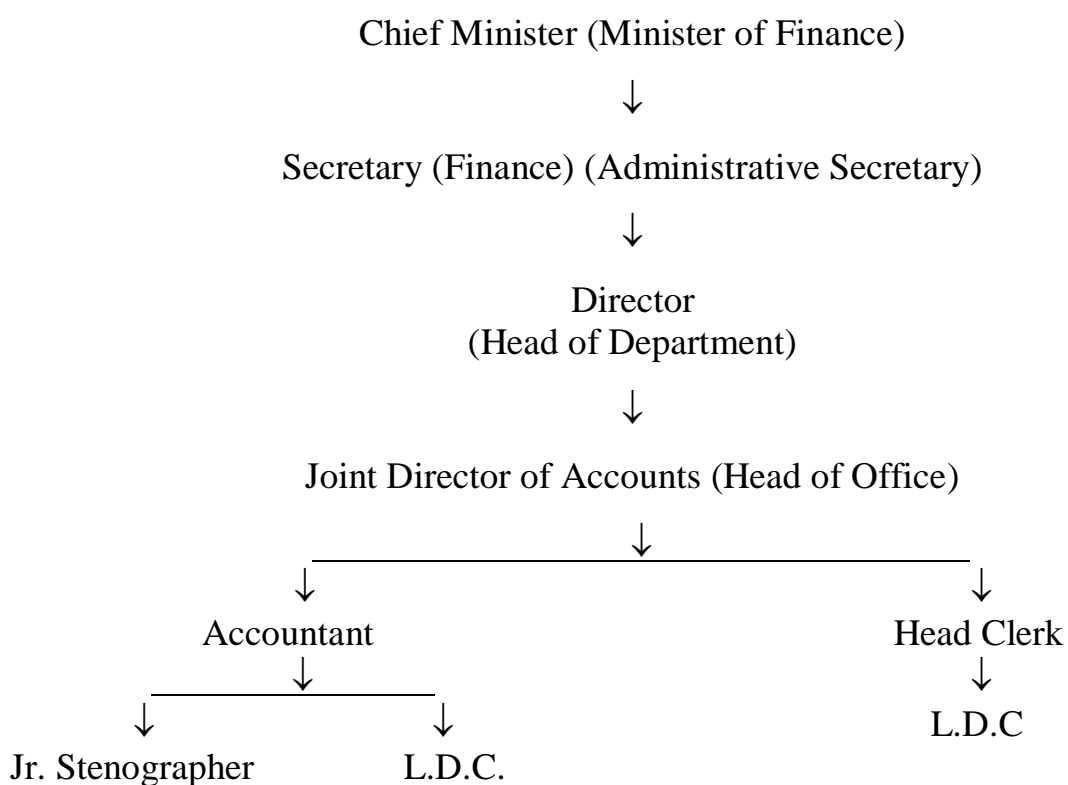 Chief Minister (Minister of Finance)
Secretary (Finance) (Administrative Secretary)
Director
(Head of Department)
Joint Director of Accounts (Head of Office)
Accountant
Head Clerk
L.D.C
Jr. Stenographer
L.D.C.